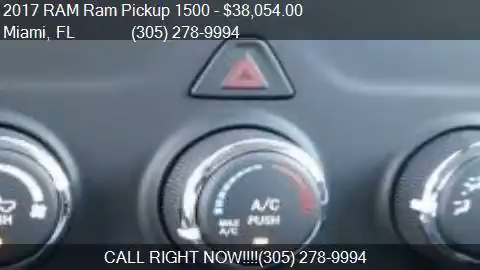 2017 RAM Ram Pickup 1500 - $38,054.00
Miami, FL (305) 278-9994
A/C
PUSH
MAX
A/C
CALL RIGHT NOW!!!!(305) 278-9994